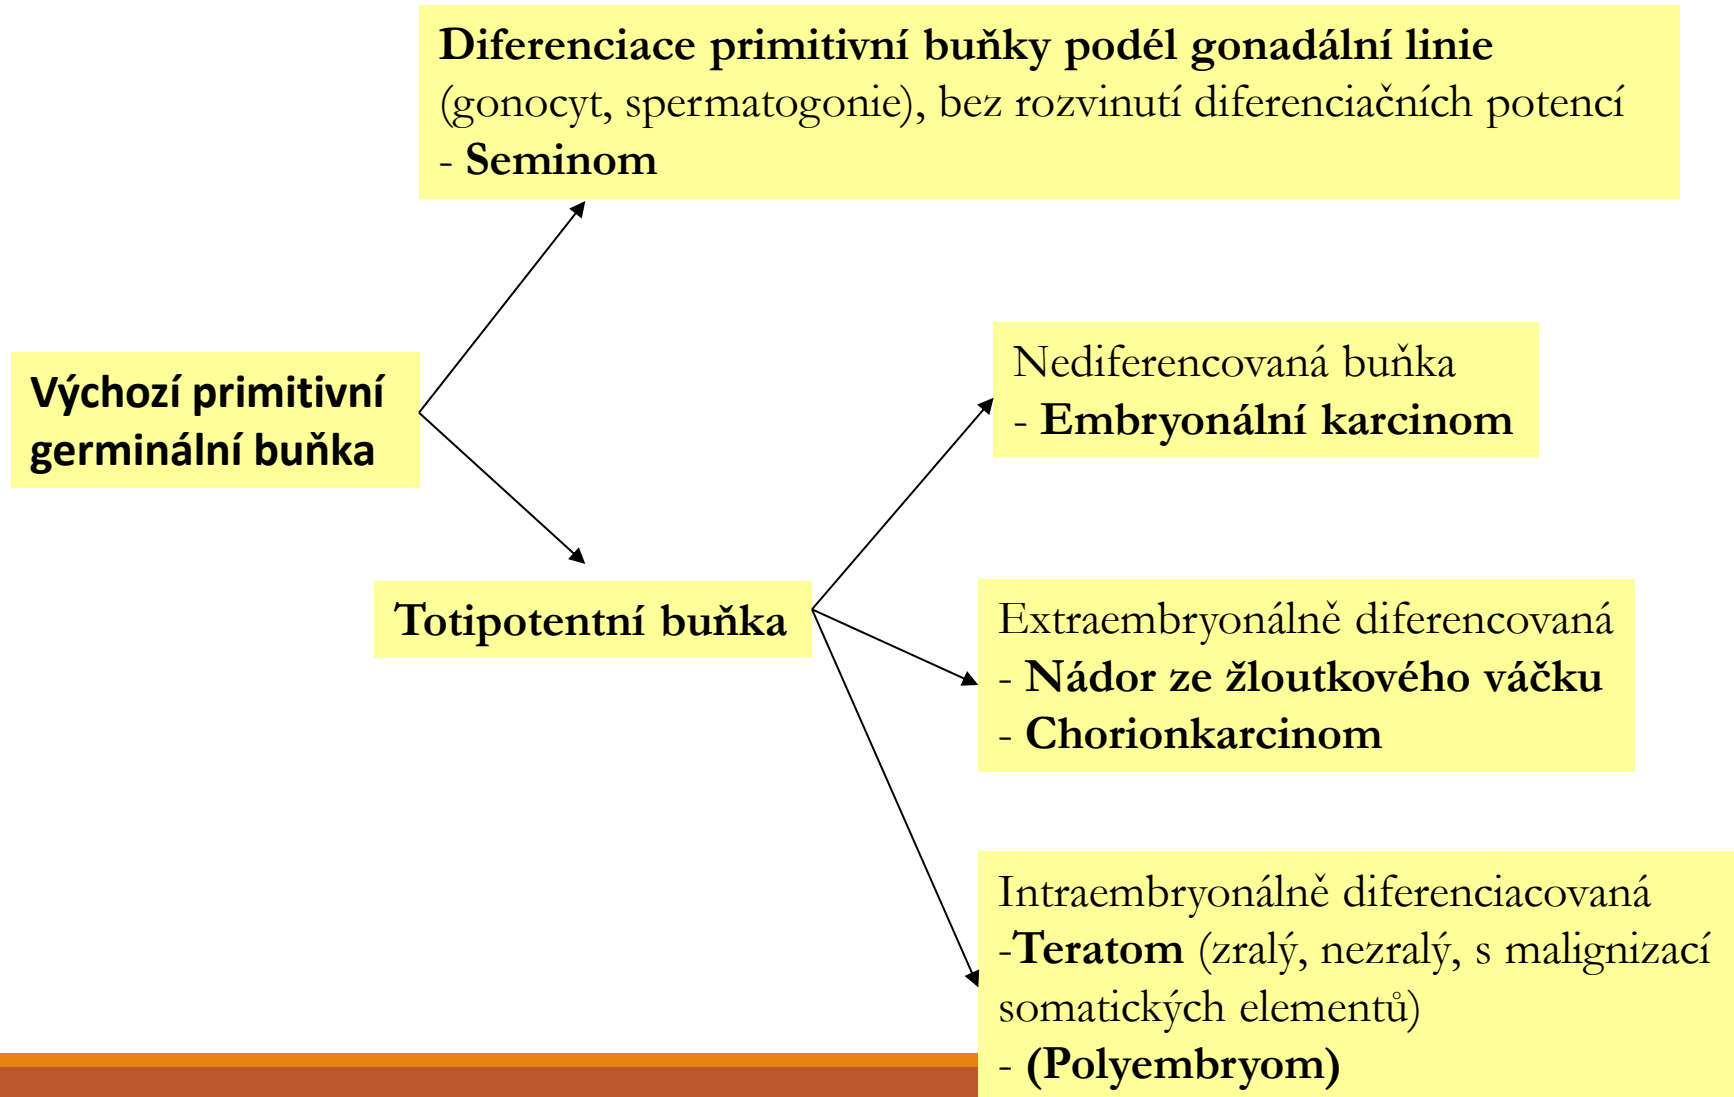 Diferenciace primitivní buňky podél gonadální linie
(gonocyt, spermatogonie), bez rozvinutí diferenciačních potencí
- Seminom
Výchozí primitivní
germinální buňka
Totipotentní buňka
Nediferencovaná buňka
- Embryonální karcinom
Extraembryonálně diferencovaná
- Nádor ze žloutkového váčku
- Chorionkarcinom
Intraembryonálně diferenciacovaná
-Teratom (zralý, nezralý, s malignizací
somatických elementů)
- (Polyembryom)